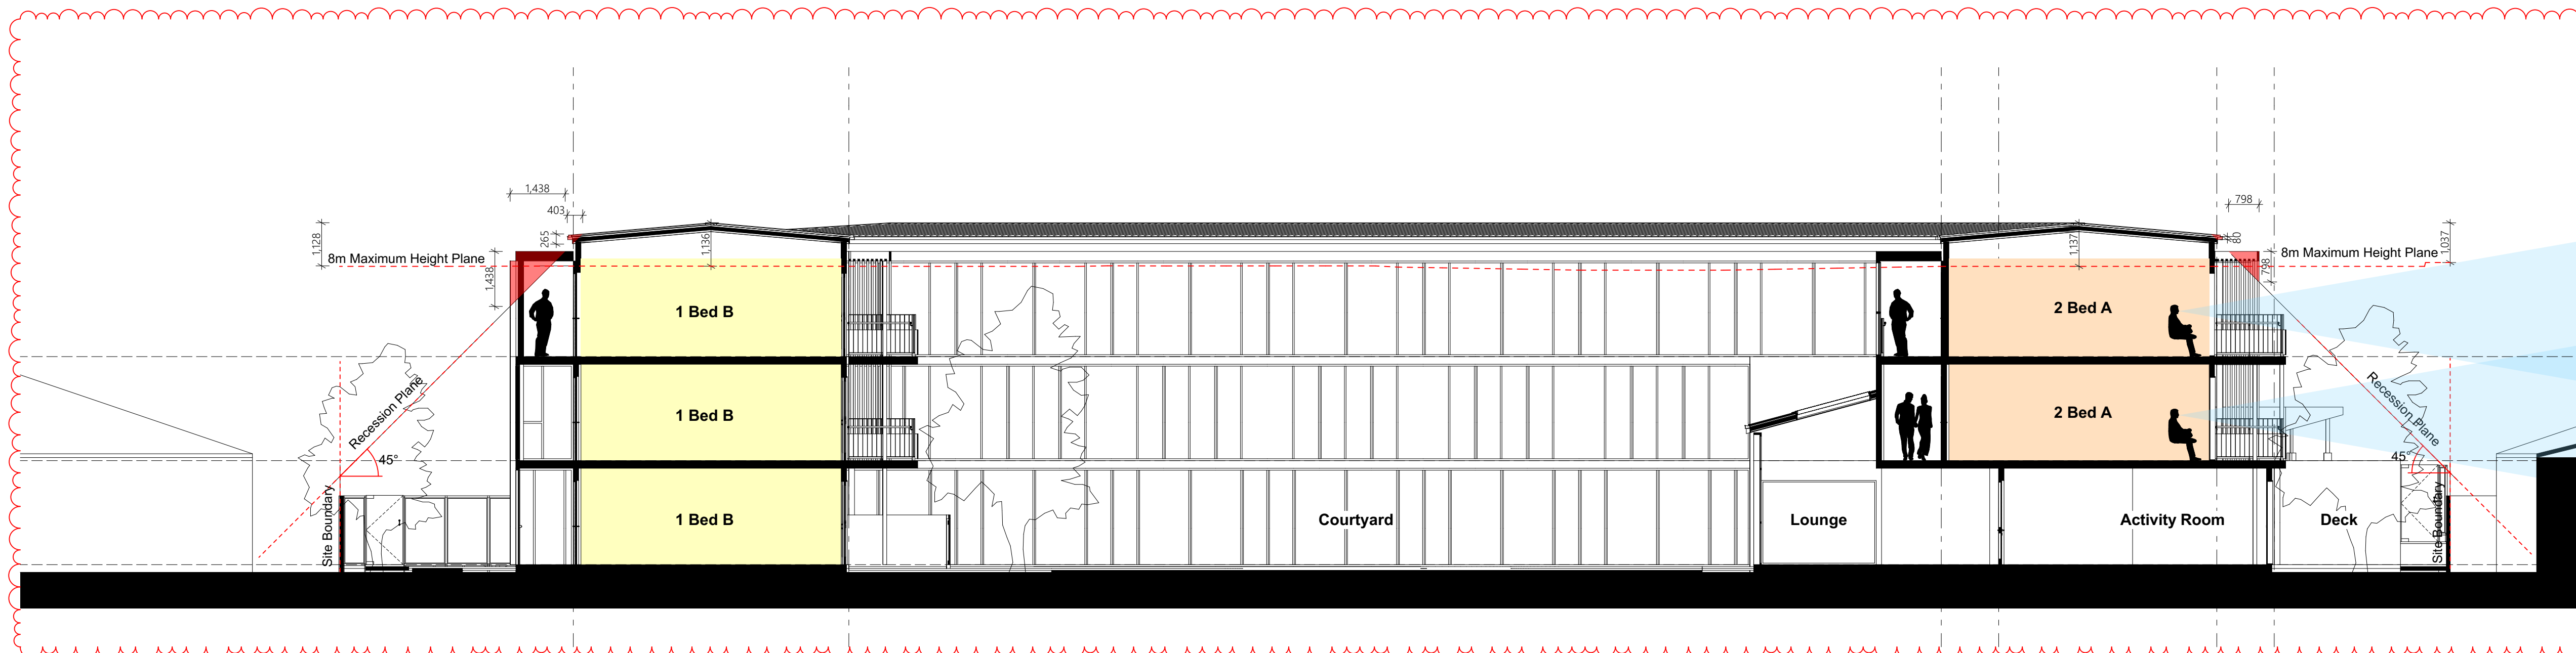 1,438
403
798
1,128
265
1,136
1,137
80
1,037
8m Maximum Height Plane
8m Maximum Height Plane
1,438
798
1 Bed B
2 Bed A
Recession Plane
Recession Plane
1 Bed B
2 Bed A
45°
45°
Site Boundary
1 Bed B
Courtyard
Lounge
Activity Room
Deck
Site Boundary